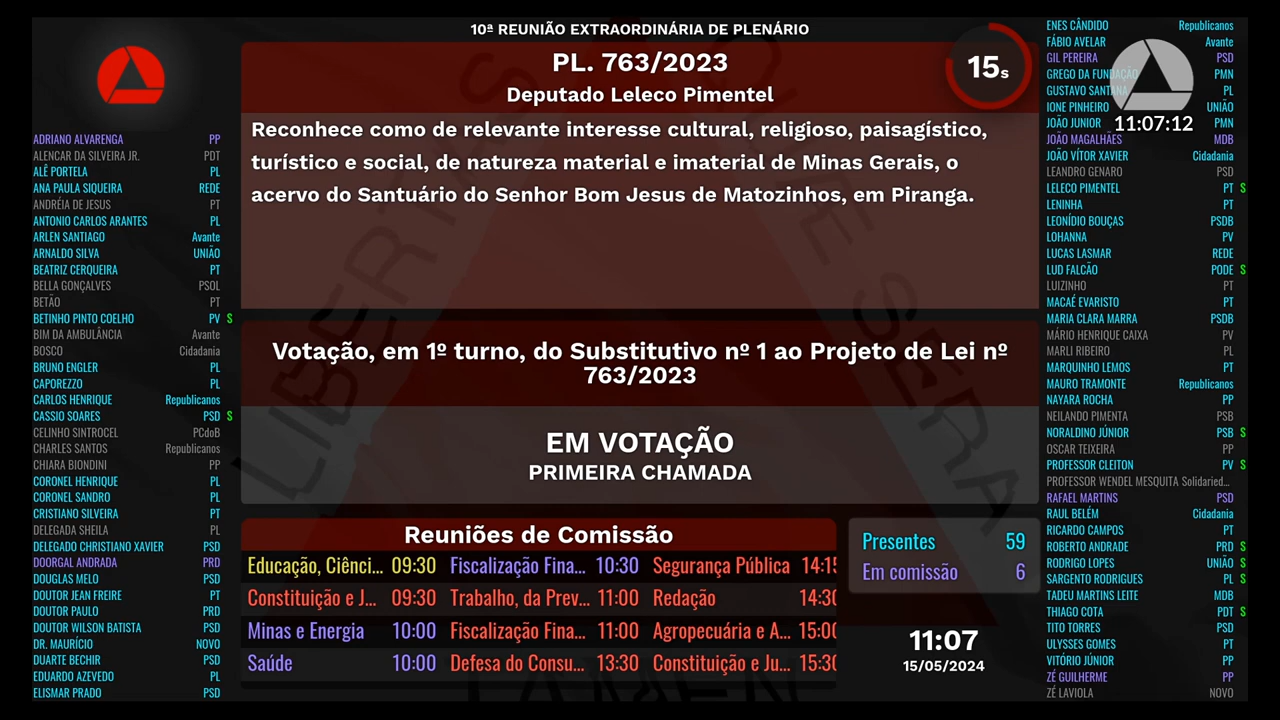 10ª REUNIÃO EXTRAORDINÁRIA DE PLENÁRIO
PL. 763/2023
Deputado Leleco Pimentel
15s
11:07:12
Reconhece como de relevante interesse cultural, religioso, paisagístico,
turístico e social, de natureza material e imaterial de Minas Gerais, o
acervo do Santuário do Senhor Bom Jesus de Matozinhos, em Piranga.
Votação, em 1º turno, do Substitutivo nº 1 ao Projeto de Lei nº
763/2023
EM VOTAÇÃO
PRIMEIRA CHAMADA
Reuniões de Comissão
Educação, Ciênci... 09:30 Fiscalização Fina... 10:30 Segurança Pública 14:15
Constituição e J... 09:30 Trabalho, da Prev... 11:00 Redação 14:30
Minas e Energia 10:00 Fiscalização Fina... 11:00 Agropecuária e A... 15:00
Saúde 10:00 Defesa do Consu... 13:30 Constituição e Ju... 15:30
Presentes 59
Em comissão 6
11:07
15/05/2024
ADRIANO ALVARENGA PP
ALENCAR DA SILVEIRA JR. PDT
ALÊ PORTELA PL
ANA PAULA SIQUEIRA REDE
ANDRÉIA DE JESUS PT
ANTONIO CARLOS ARANTES PL
ARLEN SANTIAGO Avante
ARNALDO SILVA UNIÃO
BEATRIZ CERQUEIRA PT
BELLA GONÇALVES PSOL
BETÃO PT
BETINHO PINTO COELHO PV S
BIM DA AMBULÂNCIA Avante
BOSCO Cidadania
BRUNO ENGLER PL
CAPOREZZO PL
CARLOS HENRIQUE Republicanos
CASSIO SOARES PSD S
CELINHO SINTROCEL PCdoB
CHARLES SANTOS Republicanos
CHIARA BIONDINI PP
CORONEL HENRIQUE PL
CORONEL SANDRO PL
CRISTIANO SILVEIRA PT
DELEGADA SHEILA PL
DELEGADO CHRISTIANO XAVIER PSD
DOORGAL ANDRADA PRD
DOUGLAS MELO PSD
DOUTOR JEAN FREIRE PT
DOUTOR PAULO PRD
DOUTOR WILSON BATISTA PSD
DR. MAURÍCIO NOVO
DUARTE BECHIR PSD
EDUARDO AZEVEDO PL
ELISMAR PRADO PSD
ENES CÂNDIDO Republicanos
FÁBIO AVELAR Avante
GIL PEREIRA PSD
GREGO DA FUNDAÇÃO PMN
GUSTAVO SANTANA PL
IONE PINHEIRO UNIÃO
JOÃO JUNIOR PMN
JOÃO MAGALHÃES MDB
JOÃO VÍTOR XAVIER Cidadania
LEANDRO GENARO PSD
LELECO PIMENTEL PT S
LENINHA PT
LEONÍDIO BOUÇAS PSDB
LOHANNA PV
LUCAS LASMAR REDE
LUD FALCÃO PODE S
LUIZINHO PT
MACAÉ EVARISTO PT
MARIA CLARA MARRA PSDB
MÁRIO HENRIQUE CAIXA PV
MARLI RIBEIRO PL
MARQUINHO LEMOS PT
MAURO TRAMONTE Republicanos
NAYARA ROCHA PP
NEILANDO PIMENTA PSB
NORALDINO JÚNIOR PSB S
OSCAR TEIXEIRA PP
PROFESSOR CLEITON PV S
PROFESSOR WENDEL MESQUITA Solidaried...
RAFAEL MARTINS PSD
RAUL BELÉM Cidadania
RICARDO CAMPOS PT
ROBERTO ANDRADE PRD S
RODRIGO LOPES UNIÃO S
SARGENTO RODRIGUES PL S
TADEU MARTINS LEITE MDB
THIAGO COTA PDT S
TITO TORRES PSD
ULYSSES GOMES PT
VITÓRIO JÚNIOR PP
ZÉ GUILHERME PP
ZÉ LAVIOLA NOVO